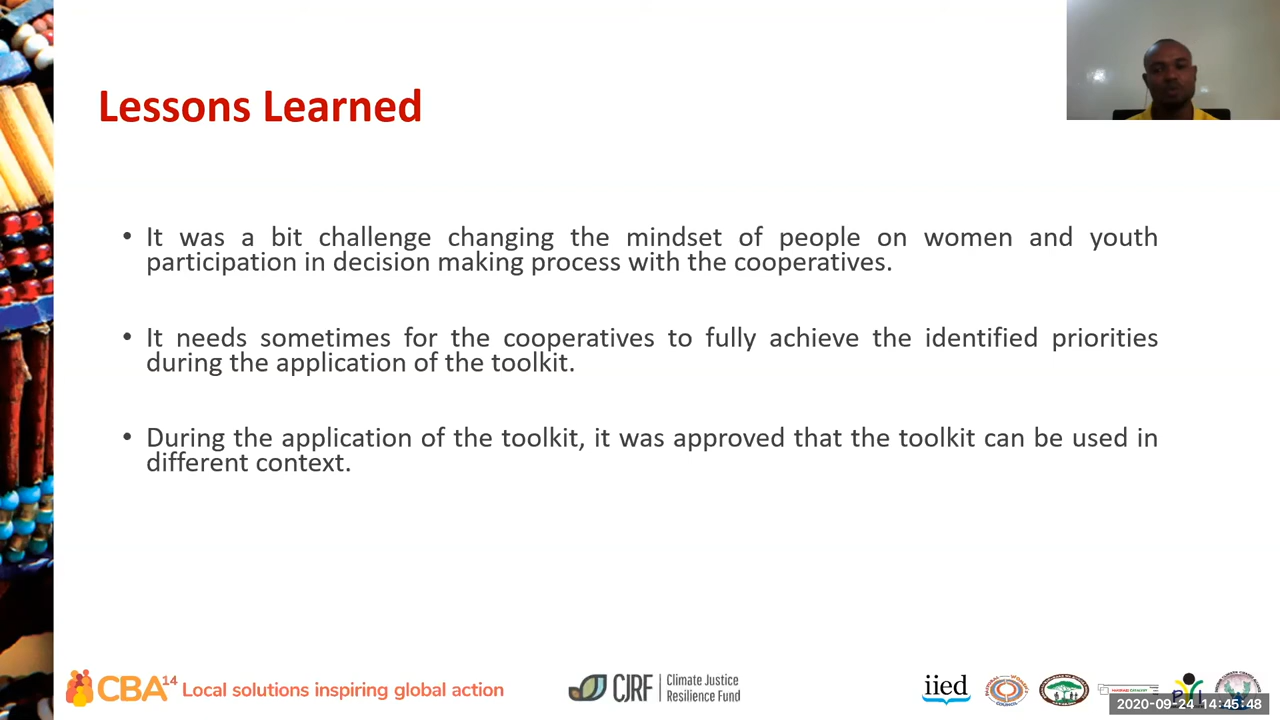 Lessons Learned
• It was a bit challenge changing the mindset of people on women and youth
participation in decision making process with the cooperatives.
• It needs sometimes for the cooperatives to fully achieve the identified priorities
during the application of the toolkit.
• During the application of the toolkit, it was approved that the toolkit can be used in
different context.
CBA14 Local solutions inspiring global action
CJRF Climate Justice
Resilience Fund
iied
2020-09-24 14:45:48